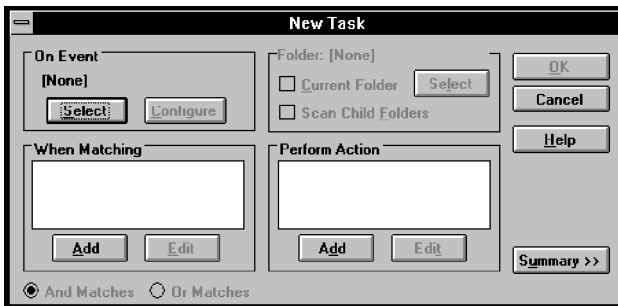 New Task
On Event
[None]
Select
Configure
Folder: [None]
Current Folder
Select
Scan Child Folders
OK
Cancel
Help
When Matching
Add
Edit
Perform Action
Add
Edit
Summary >>
And Matches
Or Matches